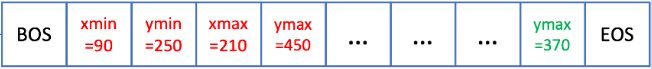 BOS xmin ymin xmax ymax ... ... ... ymax EOS
=90 =250 =210 =450 =370